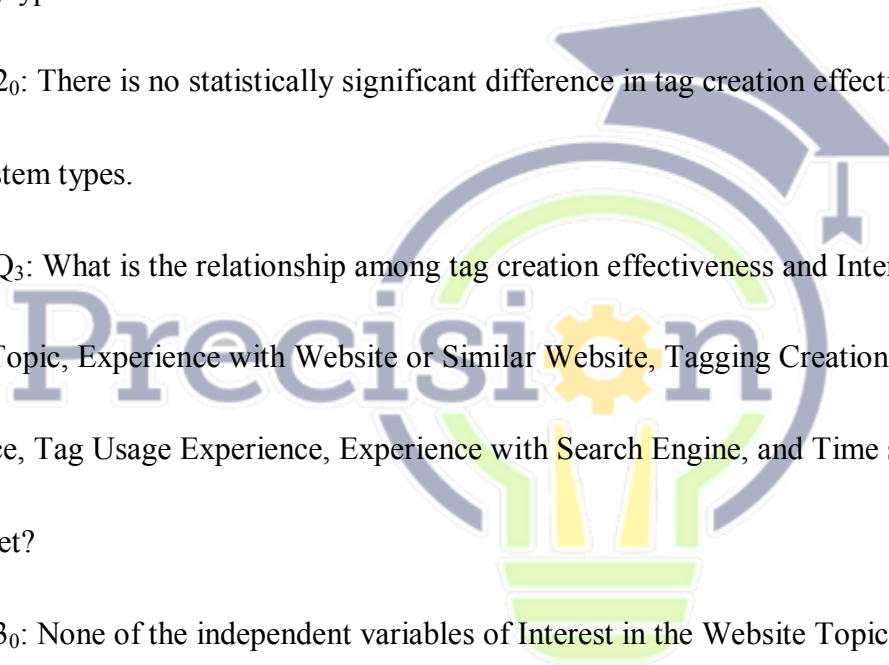 2₀: There is no statistically significant difference in tag creation effecti
stem types.
Q₃: What is the relationship among tag creation effectiveness and Inter
Precision
Topic, Experience with Website or Similar Website, Tagging Creation
ce, Tag Usage Experience, Experience with Search Engine, and Time s
et?
3₀: None of the independent variables of Interest in the Website Topic